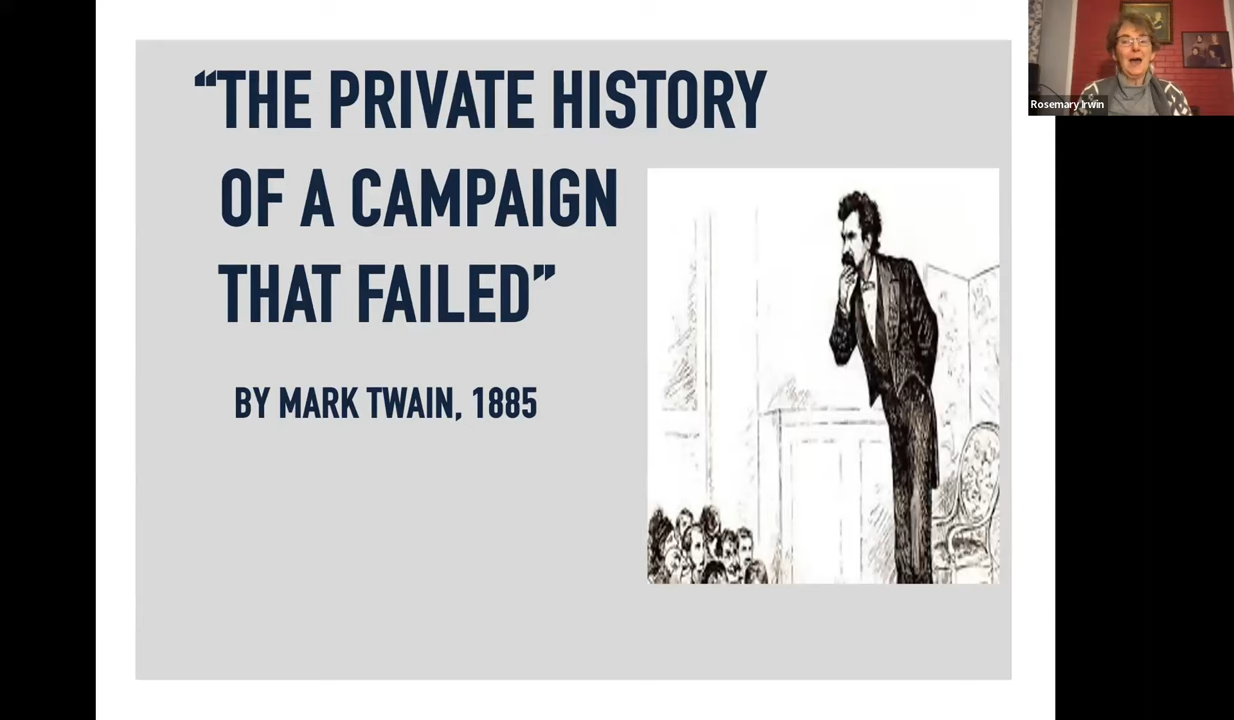 “THE PRIVATE HISTORY
OF A CAMPAIGN
THAT FAILED”
BY MARK TWAIN, 1885
Rosemary Irwin